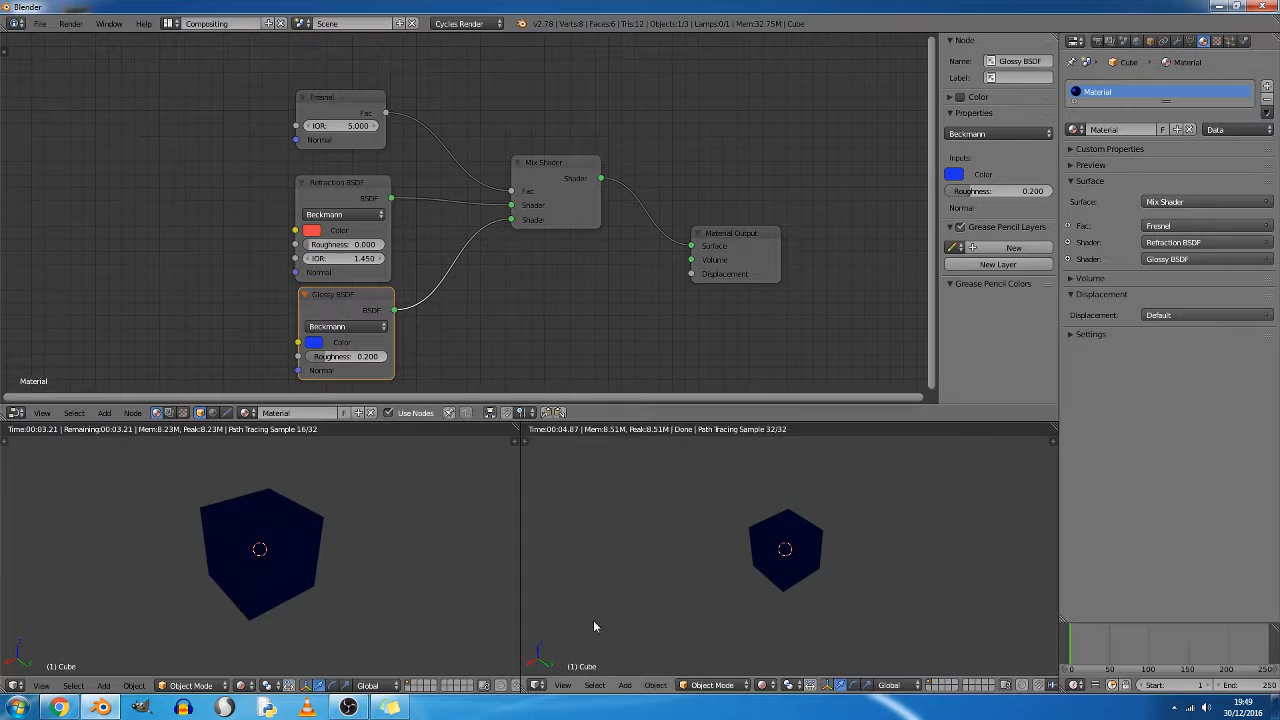 Blender
File Render Window Help Compositing Scene Cycles Render v2.78 | Verts:8 | Faces:6 | Tris:12 | Objects:1/3 | Lamps:0/1 | Mem:32.75M | Cube
Fresnel
Fac
IOR: 5.000
Normal
Refraction BSDF
BSDF
Beckmann
Color
Roughness: 0.000
IOR: 1.450
Normal
Glossy BSDF
BSDF
Beckmann
Color
Roughness: 0.200
Normal
Mix Shader
Shader
Fac
Shader
Shader
Material Output
Surface
Volume
Displacement
Material
Node
Name: Glossy BSDF
Label:
Color
Properties
Beckmann
Inputs:
Color
Roughness: 0.200
Normal
Grease Pencil Layers
New
New Layer
Grease Pencil Colors
Cube Material
Material
Material F Data
Custom Properties
Preview
Surface
Surface: Mix Shader
Fac: Fresnel
Shader: Refraction BSDF
Shader: Glossy BSDF
Volume
Displacement
Displacement: Default
Settings
View Select Add Node Material F Use Nodes
Time:00:03.21 | Remaining:00:03.21 | Mem:8.23M, Peak:8.23M | Path Tracing Sample 16/32
Time:00:04.87 | Mem:8.51M, Peak:8.51M | Done | Path Tracing Sample 32/32
(1) Cube
(1) Cube
View Select Add Object Object Mode Global
View Select Add Object Object Mode Global
0 50 100 150 200 250
Start: 1 End: 250
19:49
30/12/2016